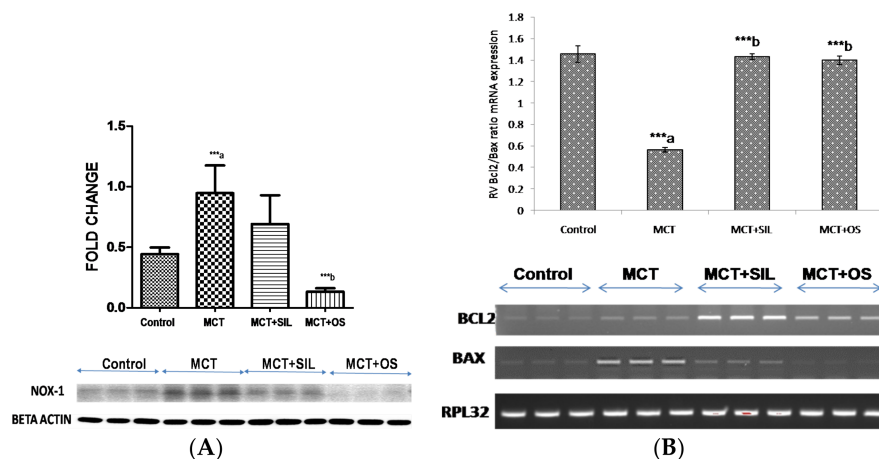 FOLD CHANGE
1.5
1.0
0.5
0.0
***a
***b
Control MCT MCT+SIL MCT+OS
Control MCT MCT+SIL MCT+OS
NOX-1
BETA ACTIN
(A)
RV Bcl2/Bax ratio mRNA expression
1.8
1.6
1.4
1.2
1
0.8
0.6
0.4
0.2
0
***a
***b
***b
Control MCT MCT+SIL MCT+OS
Control MCT MCT+SIL MCT+OS
BCL2
BAX
RPL32
(B)